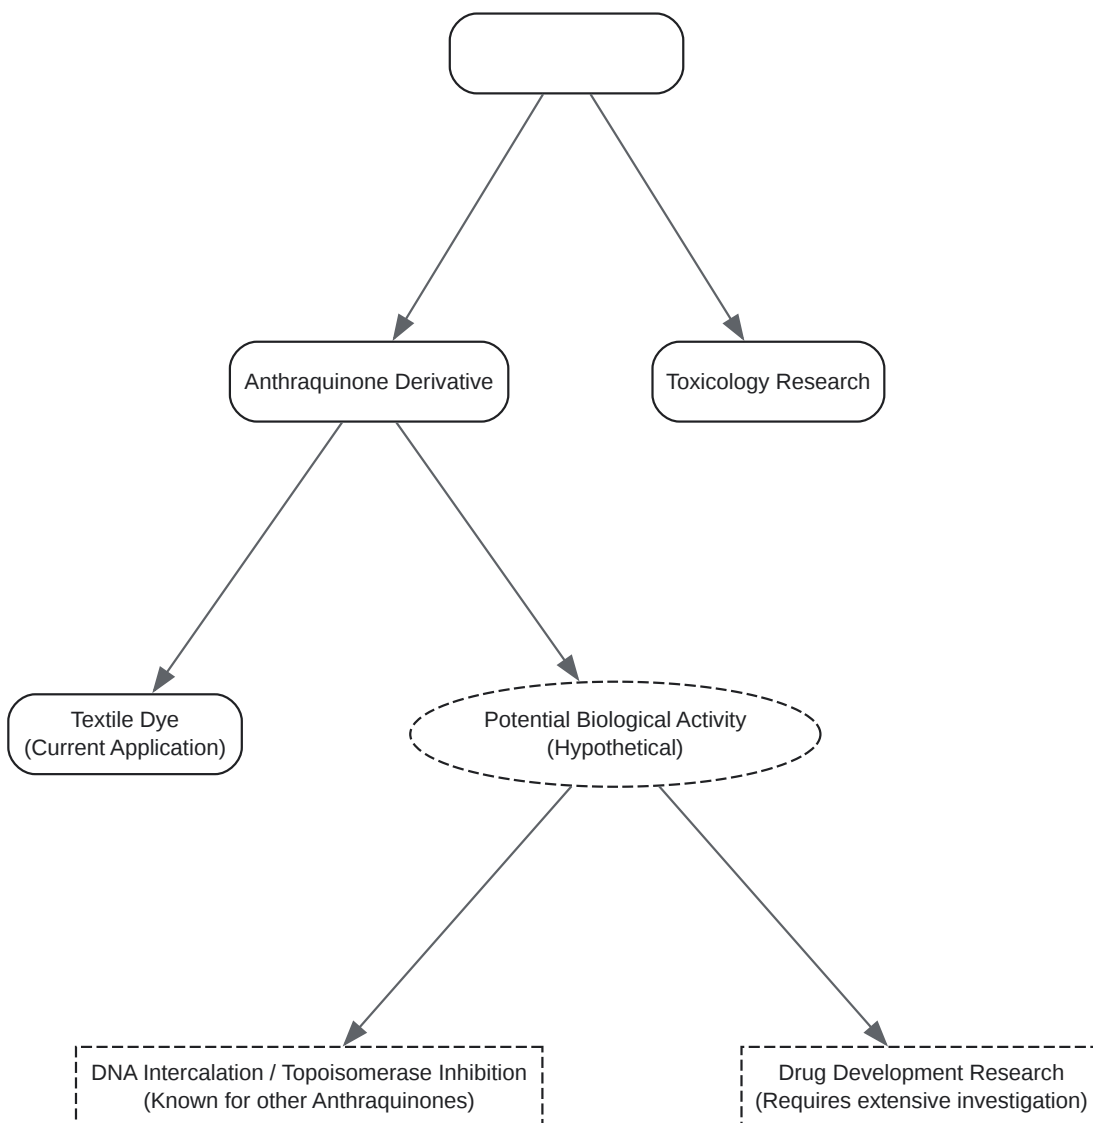 Anthraquinone Derivative
Toxicology Research
Textile Dye
(Current Application)
Potential Biological Activity
(Hypothetical)
DNA Intercalation / Topoisomerase Inhibition
(Known for other Anthraquinones)
Drug Development Research
(Requires extensive investigation)